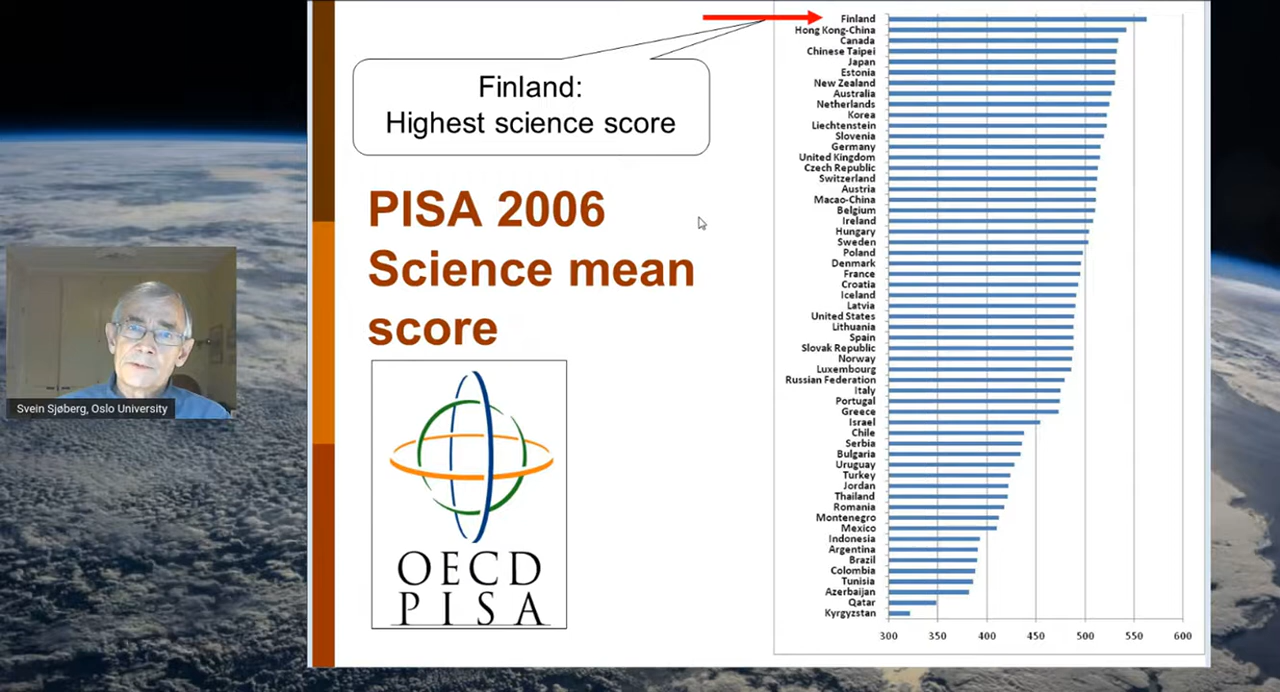 Finland:
Highest science score
PISA 2006
Science mean
score
OECD
PISA
Svein Sjøberg, Oslo University
Finland
Hong Kong-China
Canada
Chinese Taipei
Japan
Estonia
New Zealand
Australia
Netherlands
Korea
Liechtenstein
Slovenia
Germany
United Kingdom
Czech Republic
Switzerland
Austria
Macao-China
Belgium
Ireland
Hungary
Sweden
Poland
Denmark
France
Croatia
Iceland
Latvia
United States
Lithuania
Spain
Slovak Republic
Norway
Luxembourg
Russian Federation
Italy
Portugal
Greece
Israel
Chile
Serbia
Bulgaria
Uruguay
Turkey
Jordan
Thailand
Romania
Montenegro
Mexico
Indonesia
Argentina
Brazil
Colombia
Tunisia
Azerbaijan
Qatar
Kyrgyzstan
300 350 400 450 500 550 600